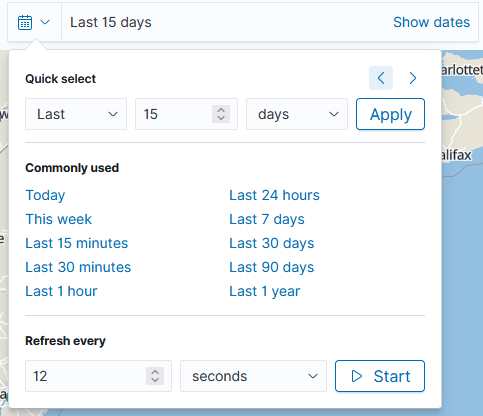 Last 15 days Show dates
Quick select
Last 15 days Apply
Commonly used
Today Last 24 hours
This week Last 7 days
Last 15 minutes Last 30 days
Last 30 minutes Last 90 days
Last 1 hour Last 1 year
Refresh every
12 seconds Start
arlottet
alifax